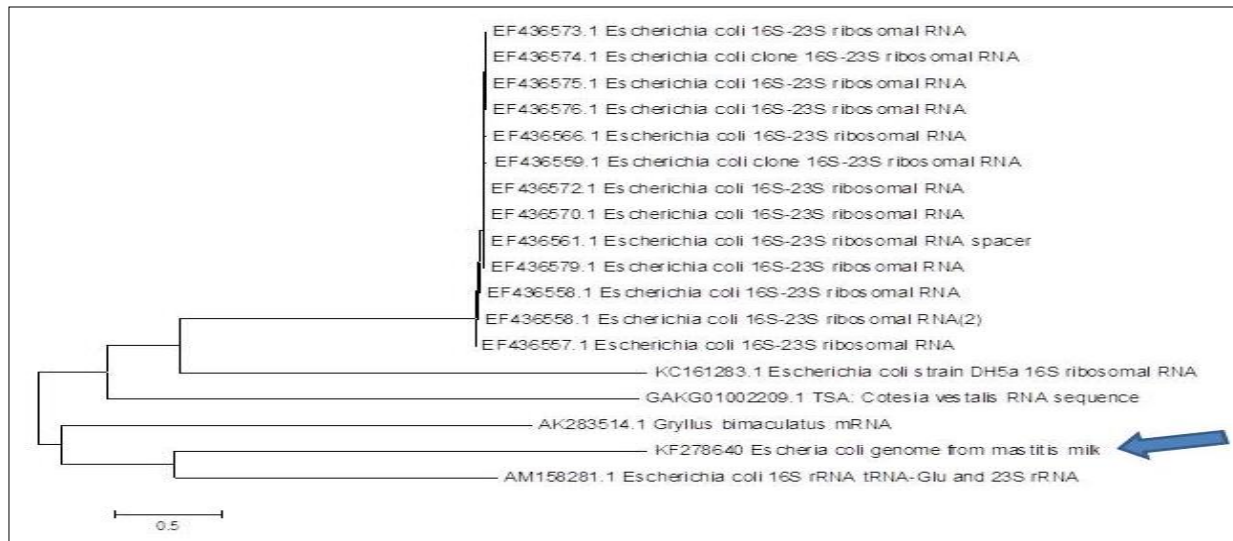 EF436573.1 Escherichia coli 16S-23S ribosomal RNA
EF436574.1 Escherichia coli clone 16S-23S ribosomal RNA
EF436575.1 Escherichia coli 16S-23S ribosomal RNA
EF436576.1 Escherichia coli 16S-23S ribosomal RNA
EF436566.1 Escherichia coli 16S-23S ribosomal RNA
EF436559.1 Escherichia coli clone 16S-23S ribosomal RNA
EF436572.1 Escherichia coli 16S-23S ribosomal RNA
EF436570.1 Escherichia coli 16S-23S ribosomal RNA
EF436561.1 Escherichia coli 16S-23S ribosomal RNA spacer
EF436579.1 Escherichia coli 16S-23S ribosomal RNA
EF436558.1 Escherichia coli 16S-23S ribosomal RNA
EF436558.1 Escherichia coli 16S-23S ribosomal RNA(2)
EF436557.1 Escherichia coli 16S-23S ribosomal RNA
KC161283.1 Escherichia coli strain DH5a 16S ribosomal RNA
GAKG01002209.1 TSA: Cotesia vestalis RNA sequence
AK283514.1 Gryllus bimaculatus mRNA
KF278640 Escheria coli genome from mastitis milk
AM158281.1 Escherichia coli 16S rRNA tRNA-Glu and 23S rRNA
0.5